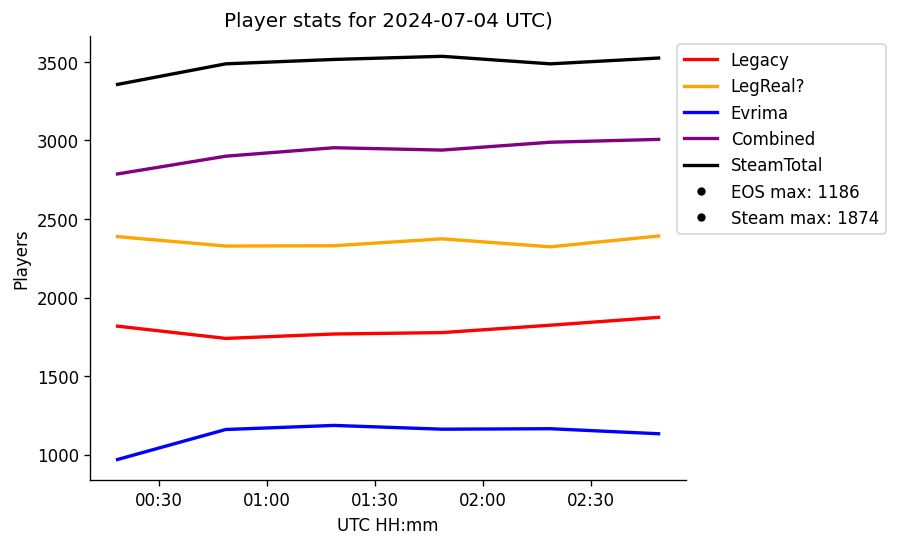 Player stats for 2024-07-04 UTC)
Legacy
LegReal?
Evrima
Combined
SteamTotal
EOS max: 1186
Steam max: 1874
Players
3500
3000
2500
2000
1500
1000
00:30
01:00
01:30
02:00
02:30
UTC HH:mm